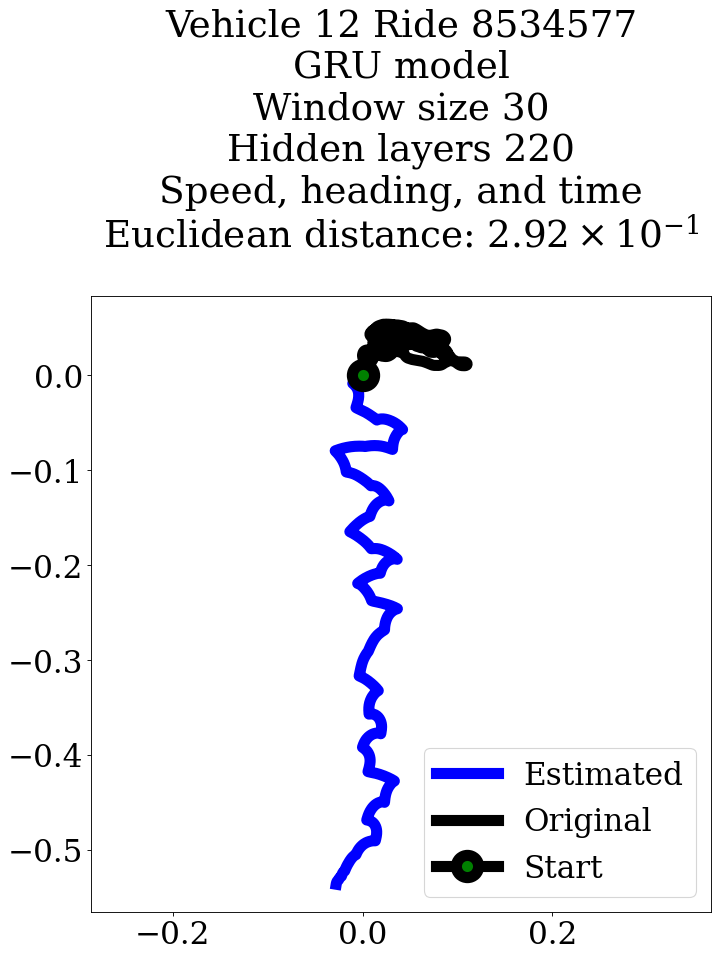 Vehicle 12 Ride 8534577
GRU model
Window size 30
Hidden layers 220
Speed, heading, and time
Euclidean distance: 2.92 × 10⁻¹
0.0
−0.1
−0.2
−0.3
−0.4
−0.5
Estimated
Original
Start
−0.2
0.0
0.2